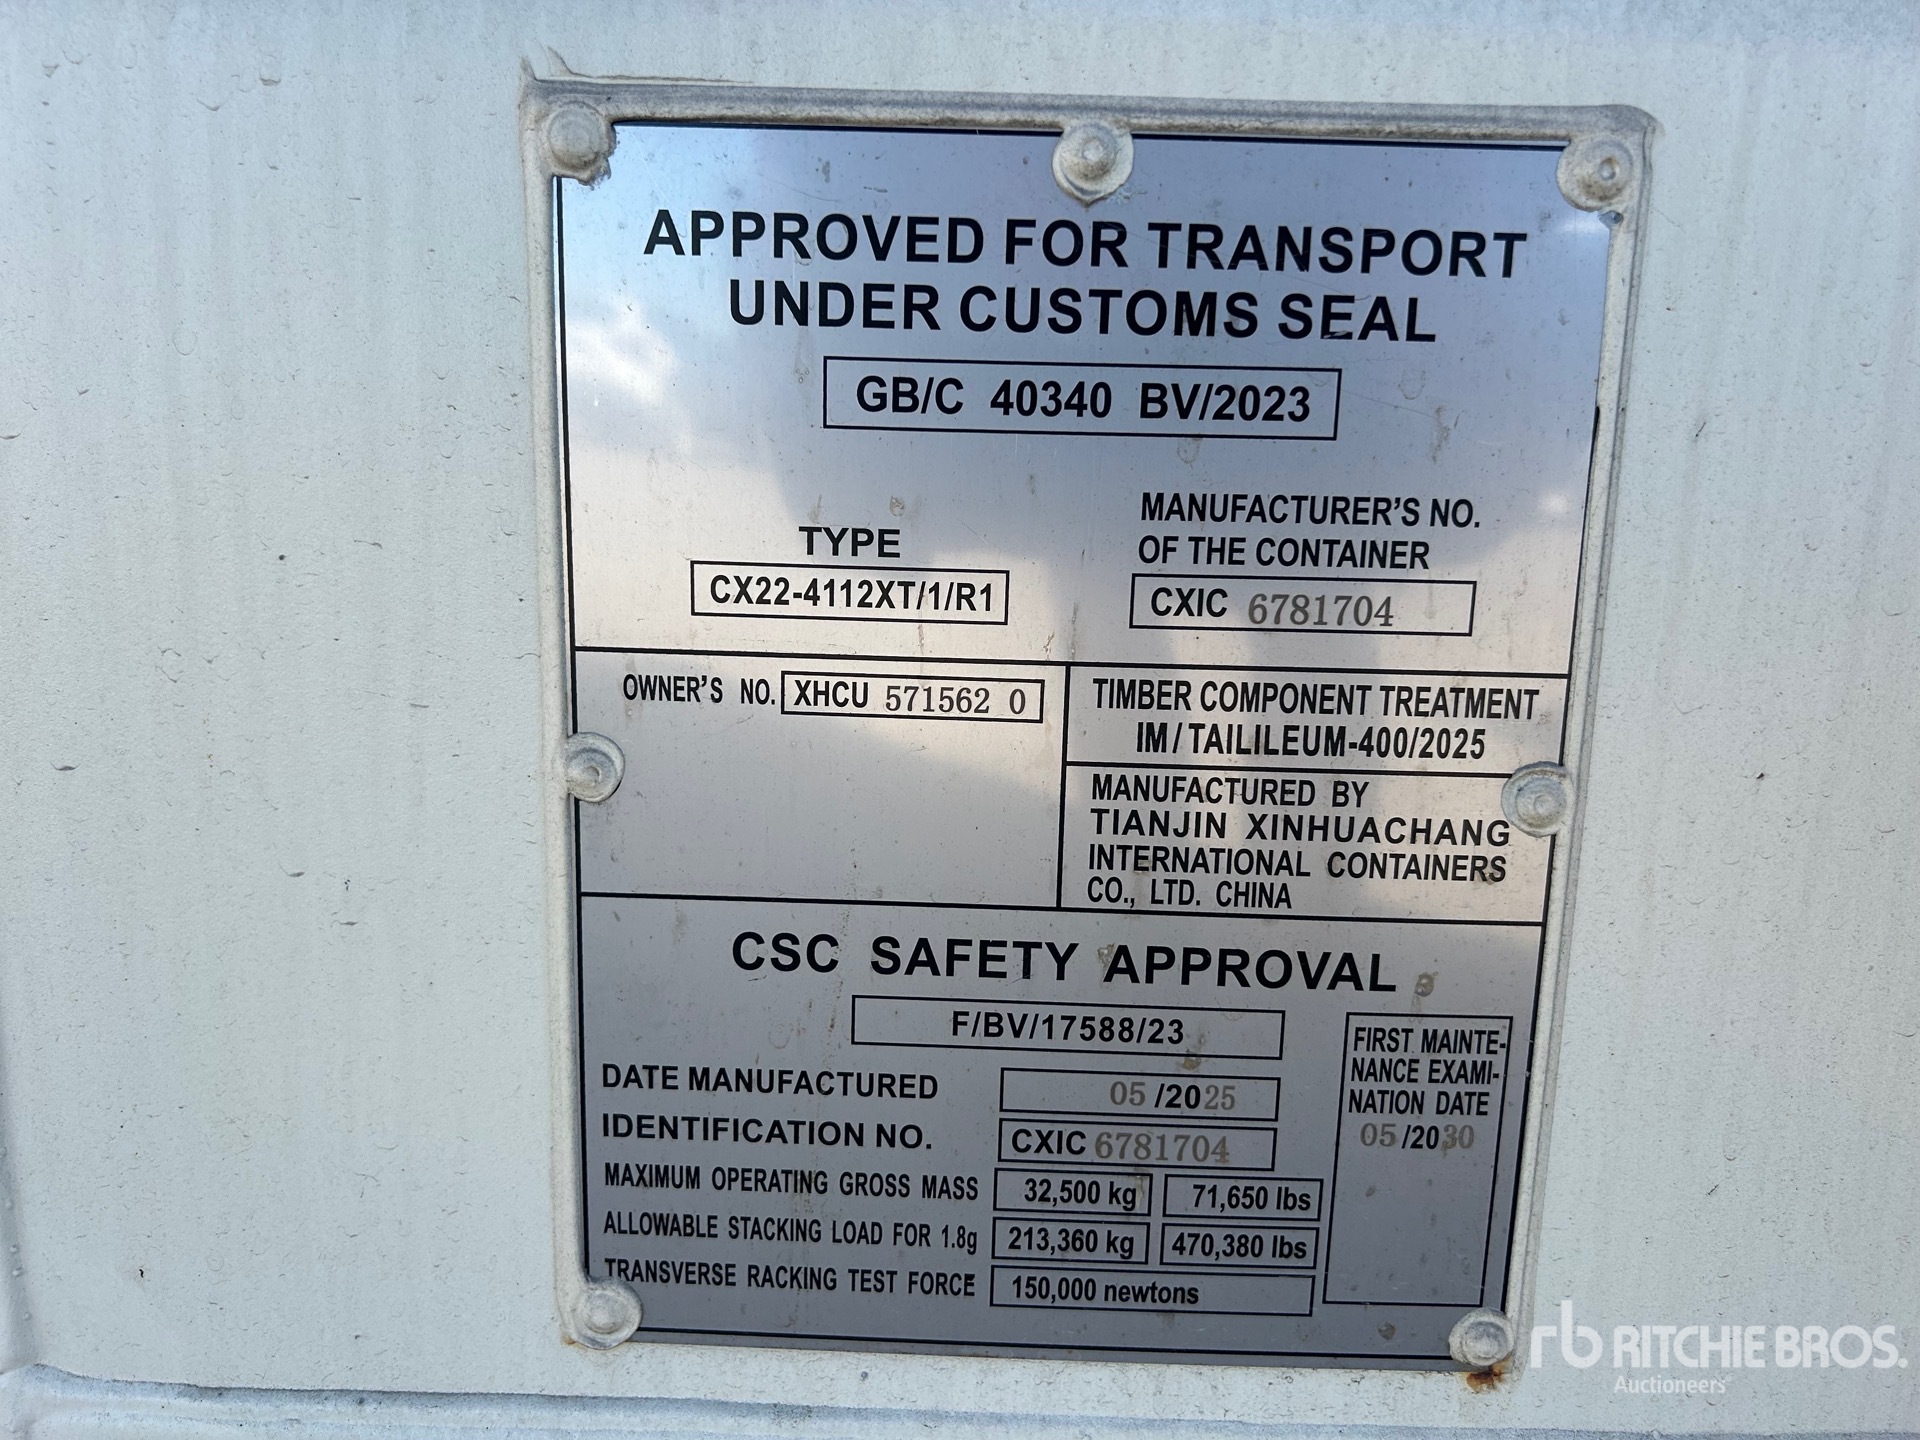 APPROVED FOR TRANSPORT
UNDER CUSTOMS SEAL
GB/C 40340 BV/2023
TYPE
CX22-4112XT/1/R1
MANUFACTURER'S NO.
OF THE CONTAINER
CXIC 6781704
OWNER'S NO. XHCU 571562 0
TIMBER COMPONENT TREATMENT
IM/TAILILEUM-400/2025
MANUFACTURED BY
TIANJIN XINHUACHANG
INTERNATIONAL CONTAINERS
CO., LTD. CHINA
CSC SAFETY APPROVAL
F/BV/17588/23
DATE MANUFACTURED 05/2025
IDENTIFICATION NO. CXIC 6781704
MAXIMUM OPERATING GROSS MASS 32,500 kg 71,650 lbs
ALLOWABLE STACKING LOAD FOR 1.8g 213,360 kg 470,380 lbs
TRANSVERSE RACKING TEST FORCE 150,000 newtons
FIRST MAINTE-
NANCE EXAMI-
NATION DATE
05/2030
rb RITCHIE BROS.
Auctioneers